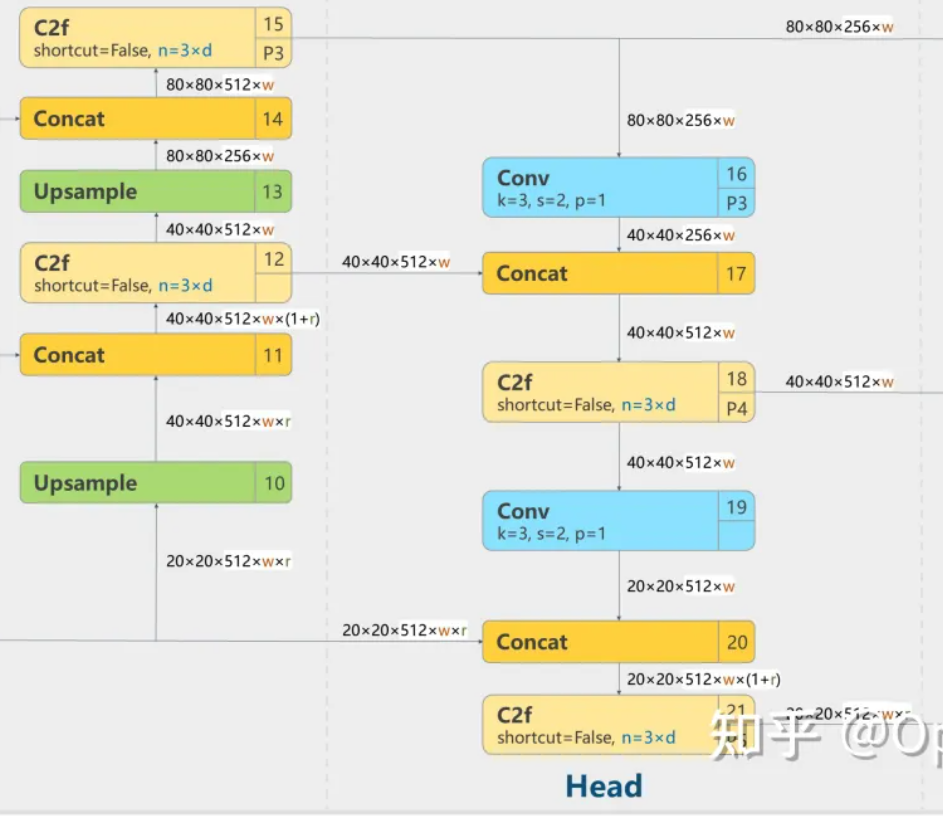 C2f
shortcut=False, n=3×d
15
P3
80×80×256×w
80×80×512×w
Concat
14
80×80×256×w
80×80×256×w
Upsample
13
Conv
k=3, s=2, p=1
16
P3
40×40×512×w
40×40×256×w
C2f
shortcut=False, n=3×d
12
40×40×512×w
Concat
17
40×40×512×w×(1+r)
40×40×512×w
Concat
11
C2f
shortcut=False, n=3×d
18
P4
40×40×512×w
40×40×512×w×r
40×40×512×w
Upsample
10
Conv
k=3, s=2, p=1
19
20×20×512×w×r
20×20×512×w
20×20×512×w×r
Concat
20
20×20×512×w×(1+r)
C2f
shortcut=False, n=3×d
21
P5
20×20×512×w×r
知乎 @Op
Head